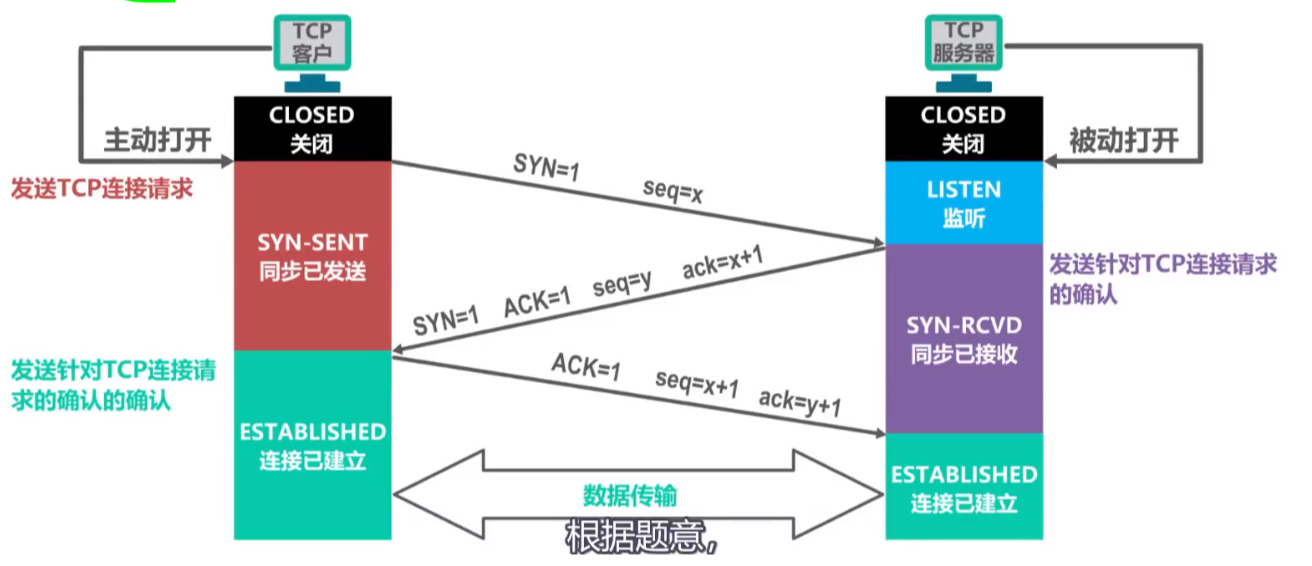 TCP
客户
TCP
服务器
CLOSED
关闭
CLOSED
关闭
主动打开
被动打开
发送TCP连接请求
SYN=1 seq=x
LISTEN
监听
SYN-SENT
同步已发送
SYN=1 ACK=1 seq=y ack=x+1
发送针对TCP连接请求
的确认
SYN-RCVD
同步已接收
发送针对TCP连接请
求的确认的确认
ACK=1 seq=x+1 ack=y+1
ESTABLISHED
连接已建立
ESTABLISHED
连接已建立
数据传输
根据题意,